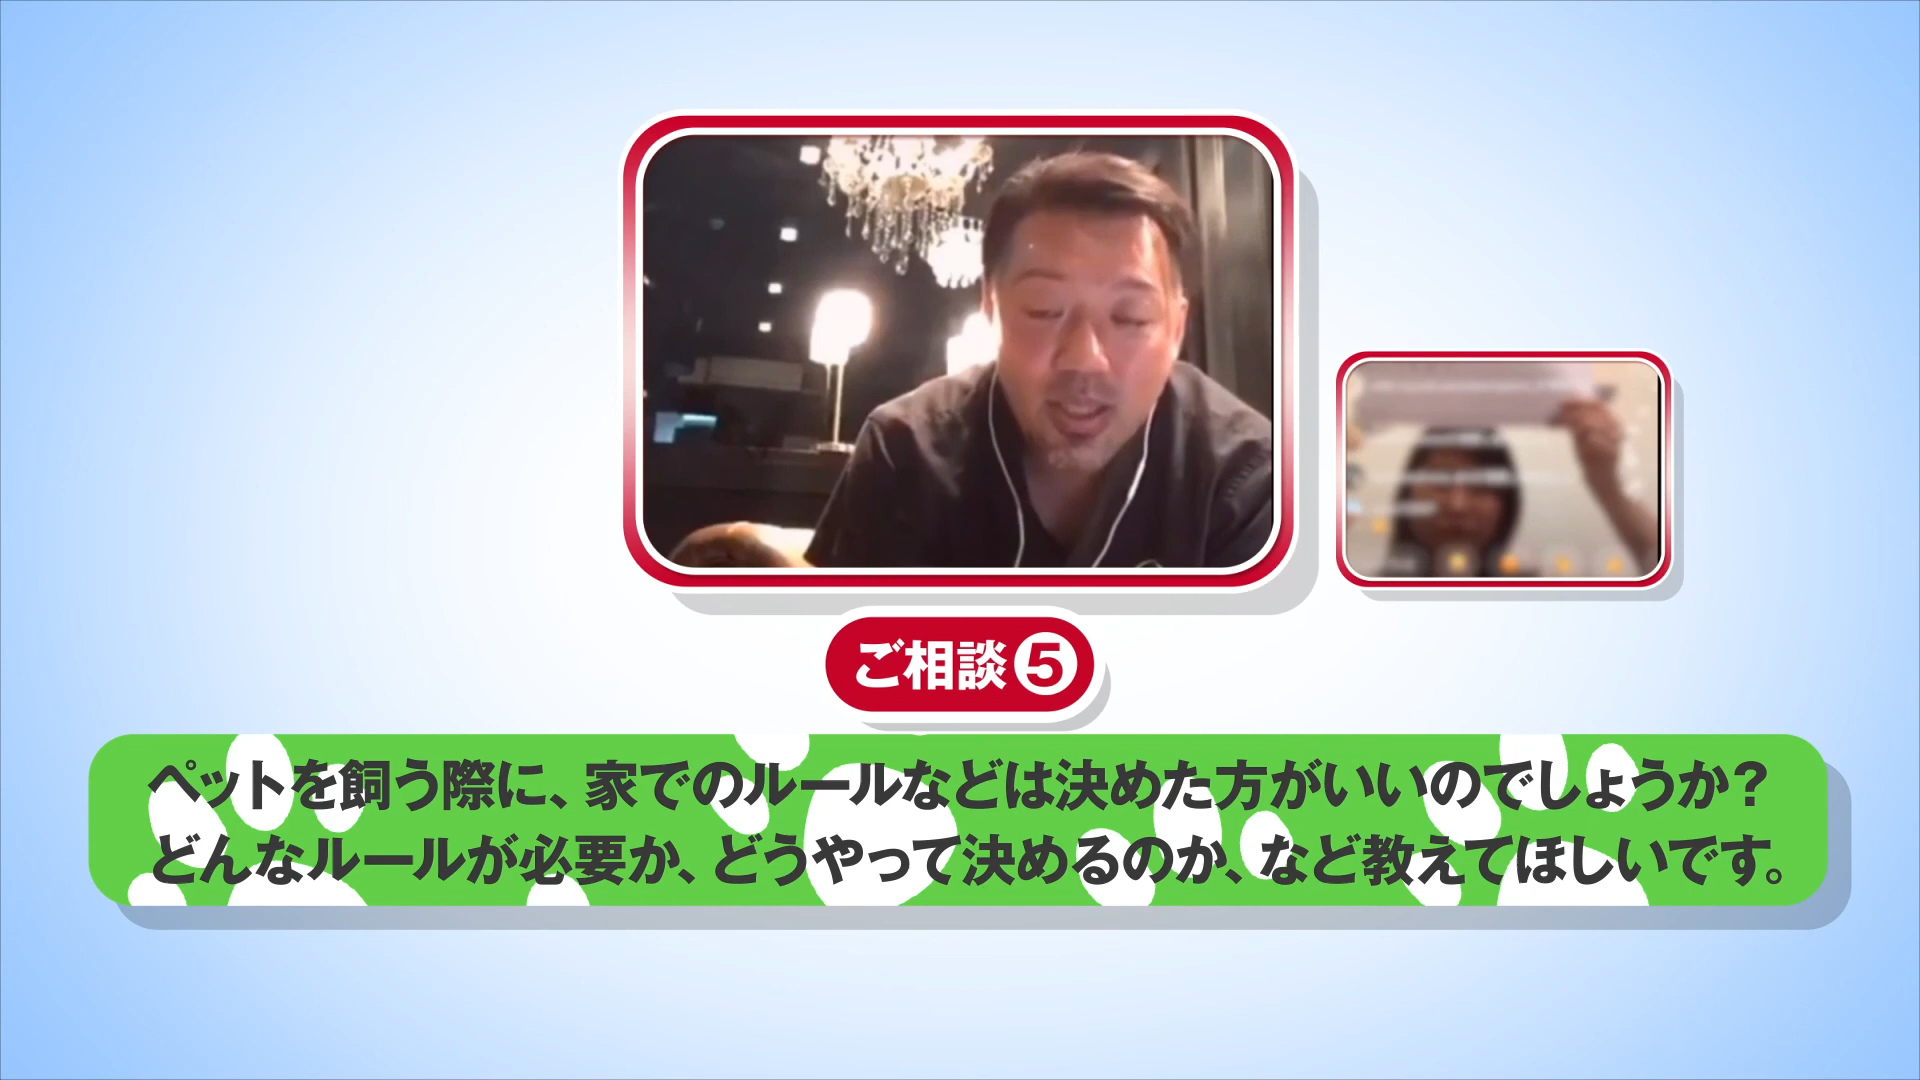 ご相談5
ペットを飼う際に、家でのルールなどは決めた方がいいのでしょうか？
どんなルールが必要か、どうやって決めるのか、など教えてほしいです。